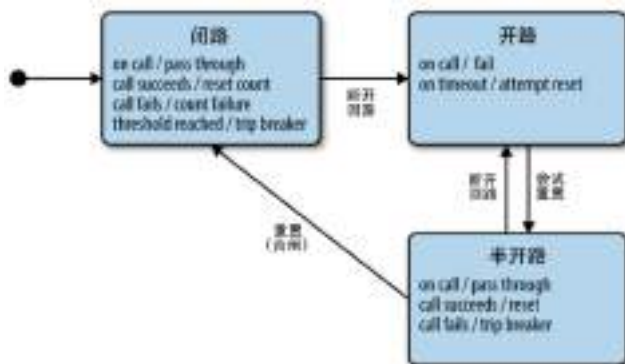 闭路
on call / pass through
call succeeds / reset count
call fails / count failure
threshold reached / trip breaker
断开
回路
开路
on call / fail
on timeout / attempt reset
断开
回路
尝试
重置
重置
半开路
on call / pass through
call succeeds / reset
call fails / trip breaker